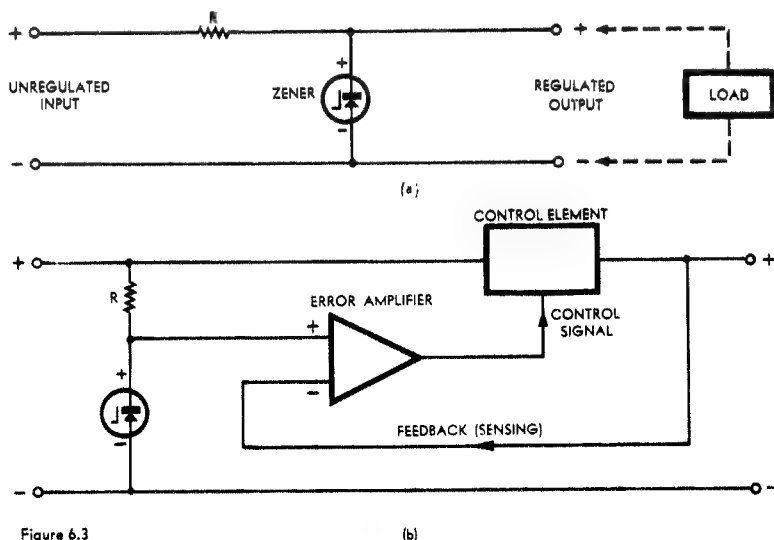 R
+
+
UNREGULATED
INPUT
ZENER
+
-
REGULATED
OUTPUT
LOAD
-
-
(a)
CONTROL ELEMENT
+
+
R
ERROR AMPLIFIER
+
-
CONTROL
SIGNAL
+
-
FEEDBACK (SENSING)
-
-
Figure 6.3
(b)